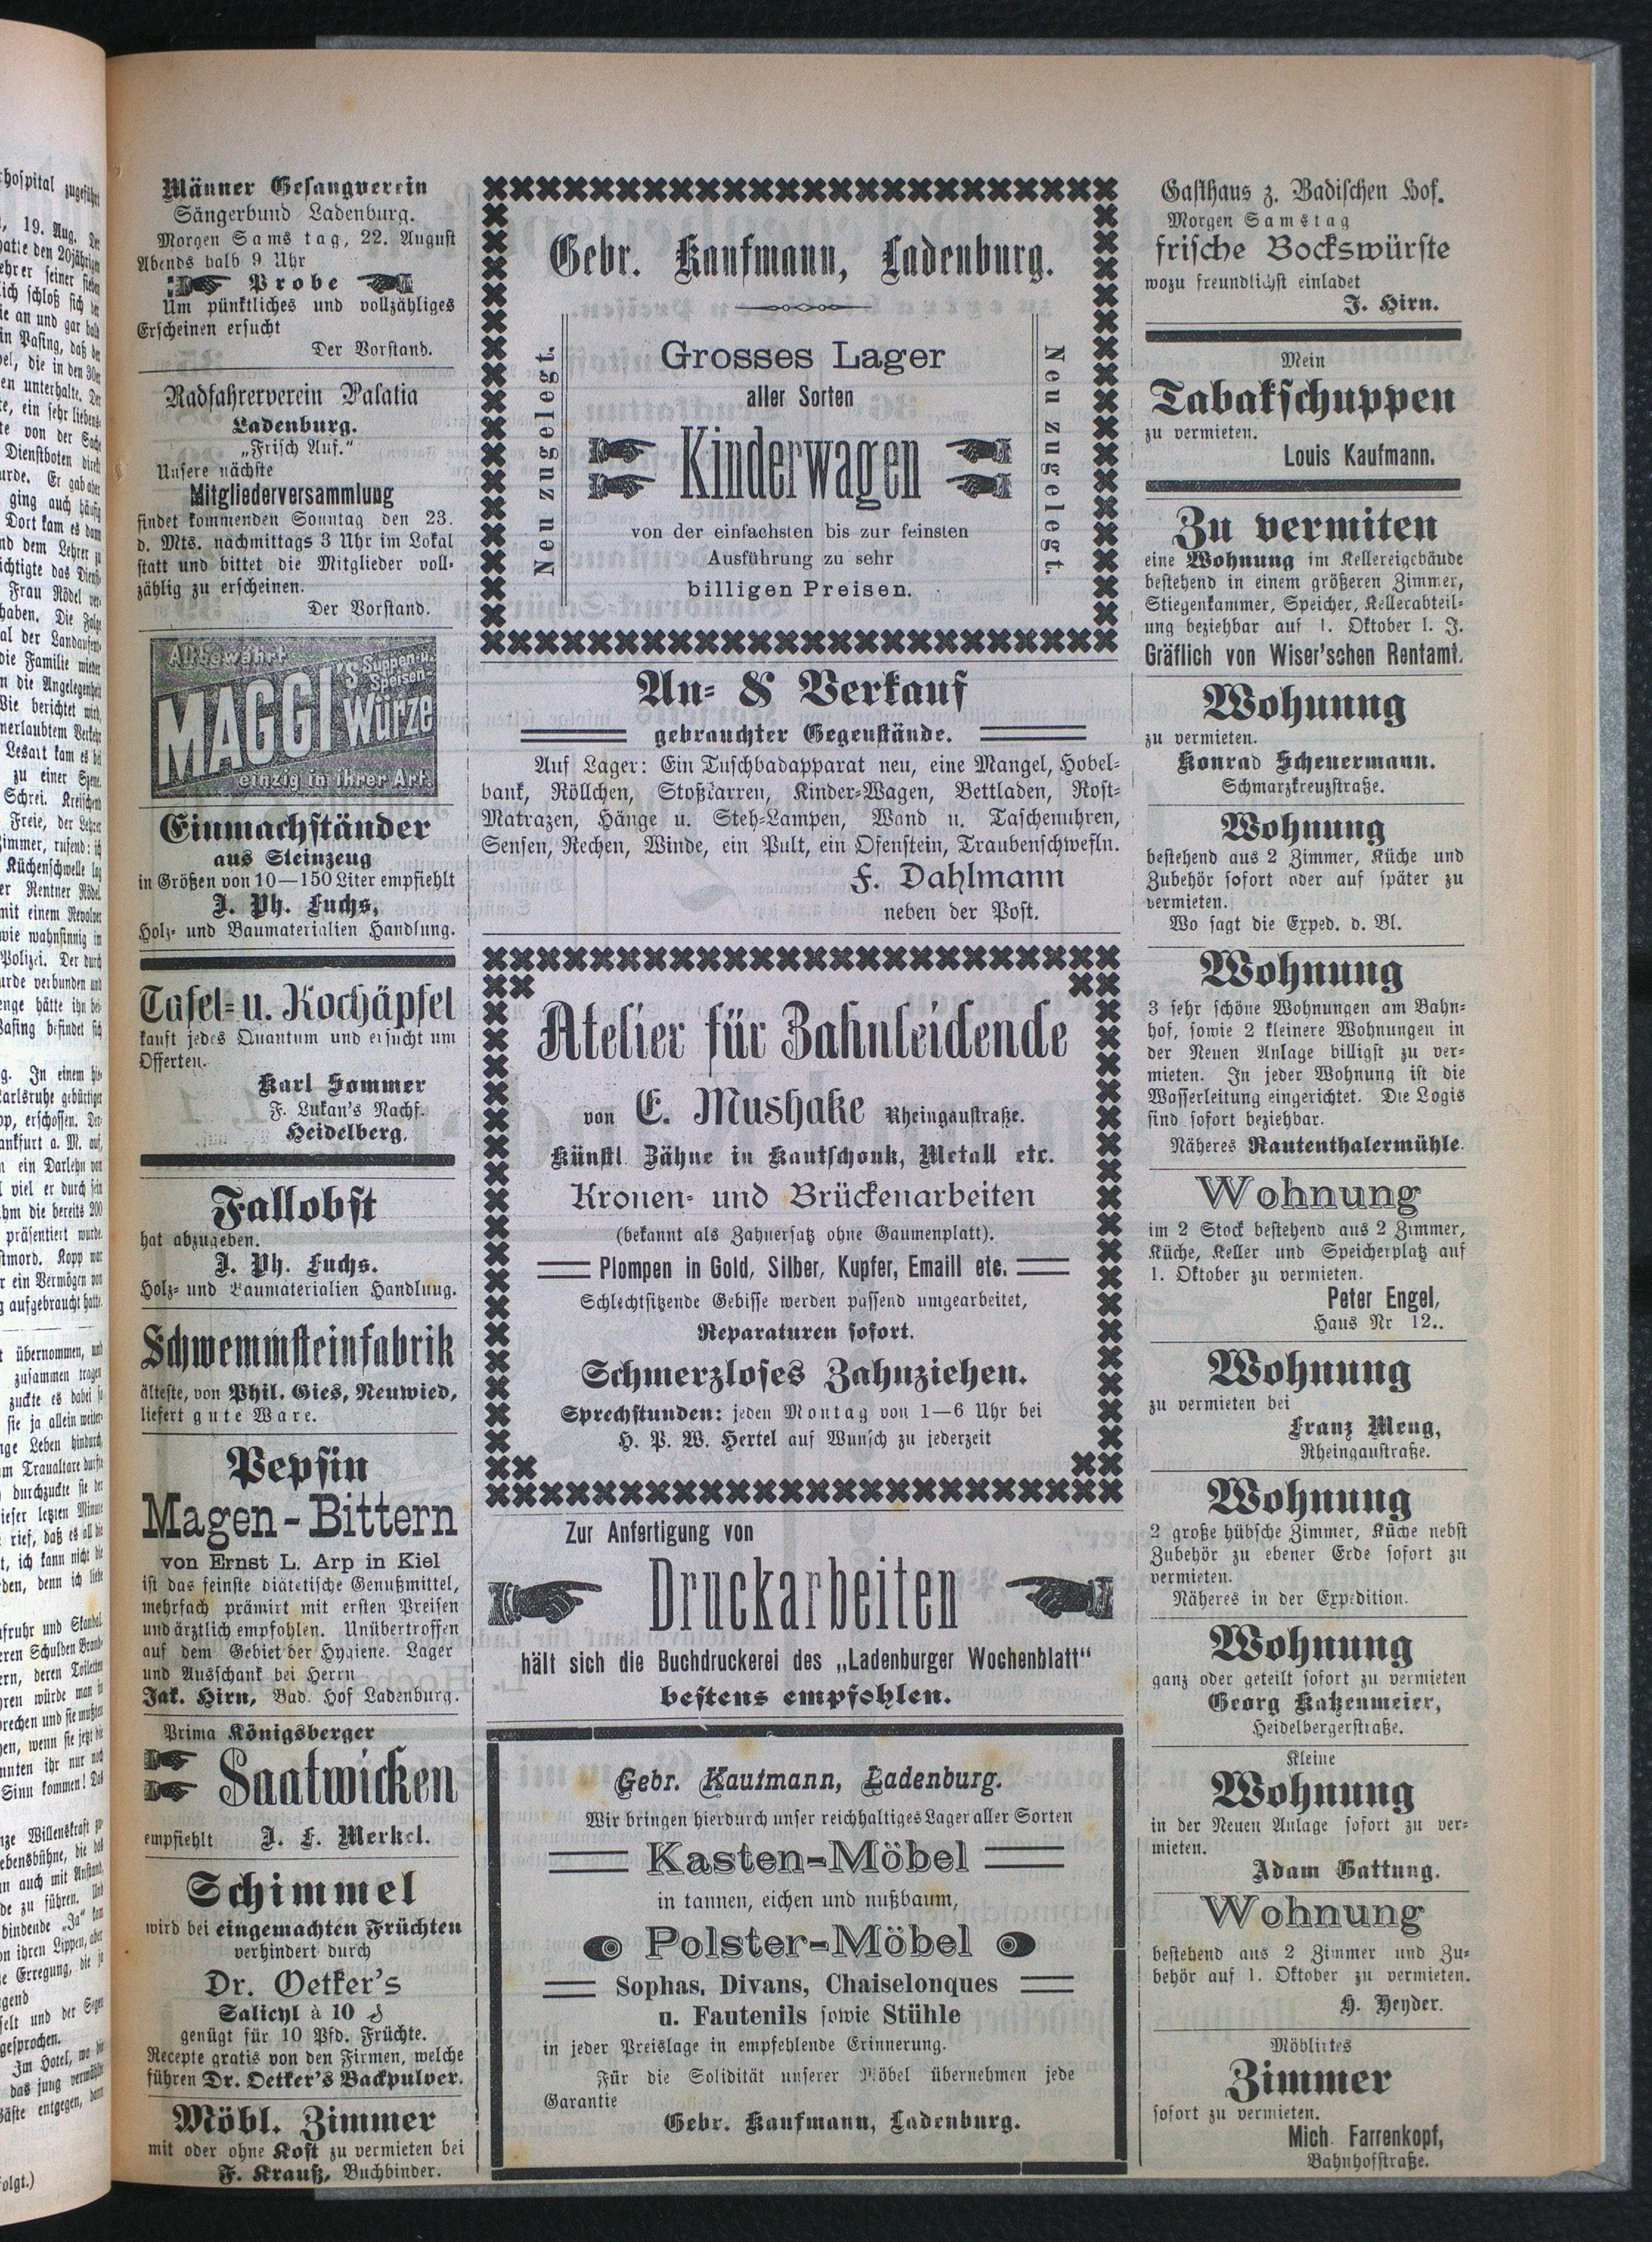 Männer Gesangverein
Sängerbund Ladenburg.
Morgen Samstag, 22. August
Abends halb 9 Uhr
Probe
Um pünktliches und vollzähliges
Erscheinen ersucht
Der Vorstand.
Radfahrerverein Palatia
Ladenburg.
„Frisch Auf."
Unsere nächste
Mitgliederversammlung
findet kommenden Sonntag den 23.
d. Mts. nachmittags 3 Uhr im Lokal
statt und bittet die Mitglieder voll-
zählig zu erscheinen.
Der Vorstand.
Altbewährt
MAGGI'S Suppen- u. Speisen-
Würze
einzig in ihrer Art.
Einmachständer
aus Steinzeug
in Größen von 10—150 Liter empfiehlt
J. Ph. Fuchs,
Holz- und Baumaterialien Handlung.
Tafel- u. Kochäpfel
kauft jedes Quantum und ersucht um
Offerten.
Karl Sommer
F. Lukan's Nachf.
Heidelberg.
Fallobst
hat abzugeben.
J. Ph. Fuchs.
Holz- und Baumaterialien Handlung.
Schwemmsteinfabrik
älteste, von Phil. Gies, Neuwied,
liefert gute Ware.
Pepsin
Magen-Bittern
von Ernst L. Arp in Kiel
ist das feinste diätetische Genußmittel,
mehrfach prämirt mit ersten Preisen
und ärztlich empfohlen. Unübertroffen
auf dem Gebiet der Hygiene. Lager
und Ausschank bei Herrn
Jak. Hirn, Bad. Hof Ladenburg.
Prima Königsberger
Saatwicken
empfiehlt J. F. Merkel.
Schimmel
wird bei eingemachten Früchten
verhindert durch
Dr. Oetker's
Salicyl à 10 ₰
genügt für 10 Pfd. Früchte.
Recepte gratis von den Firmen, welche
führen Dr. Oetker's Backpulver.
Möbl. Zimmer
mit oder ohne Kost zu vermieten bei
F. Krauß, Buchbinder.
Gebr. Kaufmann, Ladenburg.
Neu zugelegt.
Grosses Lager
aller Sorten
Kinderwagen
von der einfachsten bis zur feinsten
Ausführung zu sehr
billigen Preisen.
Neu zugelegt.
An- & Verkauf
gebrauchter Gegenstände.
Auf Lager: Ein Tuschbadapparat neu, eine Mangel, Hobel-
bank, Röllchen, Stoßkarren, Kinder-Wagen, Bettladen, Rost-
Matrazen, Hänge u. Steh-Lampen, Wand u. Taschenuhren,
Sensen, Rechen, Winde, ein Pult, ein Ofenstein, Traubenschwefln.
F. Dahlmann
neben der Post.
Atelier für Zahnleidende
von E. Mushake Rheingaustraße.
Künstl Zähne in Kautschouk, Metall etc.
Kronen- und Brückenarbeiten
(bekannt als Zahnersatz ohne Gaumenplatt).
Plompen in Gold, Silber, Kupfer, Emaill etc.
Schlechtsitzende Gebisse werden passend umgearbeitet,
Reparaturen sofort.
Schmerzloses Zahnziehen.
Sprechstunden: jeden Montag von 1—6 Uhr bei
H. P. W. Hertel auf Wunsch zu jederzeit
Zur Anfertigung von
Druckarbeiten
hält sich die Buchdruckerei des „Ladenburger Wochenblatt"
bestens empfohlen.
Gebr. Kaufmann, Ladenburg.
Wir bringen hierdurch unser reichhaltiges Lager aller Sorten
Kasten-Möbel
in tannen, eichen und nußbaum,
Polster-Möbel
Sophas, Divans, Chaiselonques
u. Fautenils sowie Stühle
in jeder Preislage in empfehlende Erinnerung.
Für die Solidität unserer Möbel übernehmen jede
Garantie
Gebr. Kaufmann, Ladenburg.
Gasthaus z. Badischen Hof.
Morgen Samstag
frische Bockswürste
wozu freundlichst einladet
J. Hirn.
Mein
Tabakschuppen
zu vermieten.
Louis Kaufmann.
Zu vermiten
eine Wohnung im Kellereigebäude
bestehend in einem größeren Zimmer,
Stiegenkammer, Speicher, Kellerabteil-
ung beziehbar auf 1. Oktober l. J.
Gräflich von Wiser'schen Rentamt.
Wohnung
zu vermieten.
Konrad Scheuermann.
Schwarzkreuzstraße.
Wohnung
bestehend aus 2 Zimmer, Küche und
Zubehör sofort oder auf später zu
vermieten.
Wo sagt die Exped. d. Bl.
Wohnung
3 sehr schöne Wohnungen am Bahn-
hof, sowie 2 kleinere Wohnungen in
der Neuen Anlage billigst zu ver-
mieten. In jeder Wohnung ist die
Wasserleitung eingerichtet. Die Logis
sind sofort beziehbar.
Näheres Rautenthalermühle.
Wohnung
im 2 Stock bestehend aus 2 Zimmer,
Küche, Keller und Speicherplatz auf
1. Oktober zu vermieten.
Peter Engel,
Haus Nr 12..
Wohnung
zu vermieten bei
Franz Meng,
Rheingaustraße.
Wohnung
2 große hübsche Zimmer, Küche nebst
Zubehör zu ebener Erde sofort zu
vermieten.
Näheres in der Expedition.
Wohnung
ganz oder geteilt sofort zu vermieten
Georg Katzenmeier,
Heidelbergerstraße.
Kleine
Wohnung
in der Neuen Anlage sofort zu ver-
mieten.
Adam Gattung.
Wohnung
bestehend aus 2 Zimmer und Zu-
behör auf 1. Oktober zu vermieten.
H. Heyder.
Möblirtes
Zimmer
sofort zu vermieten.
Mich. Farrenkopf,
Bahnhofstraße.